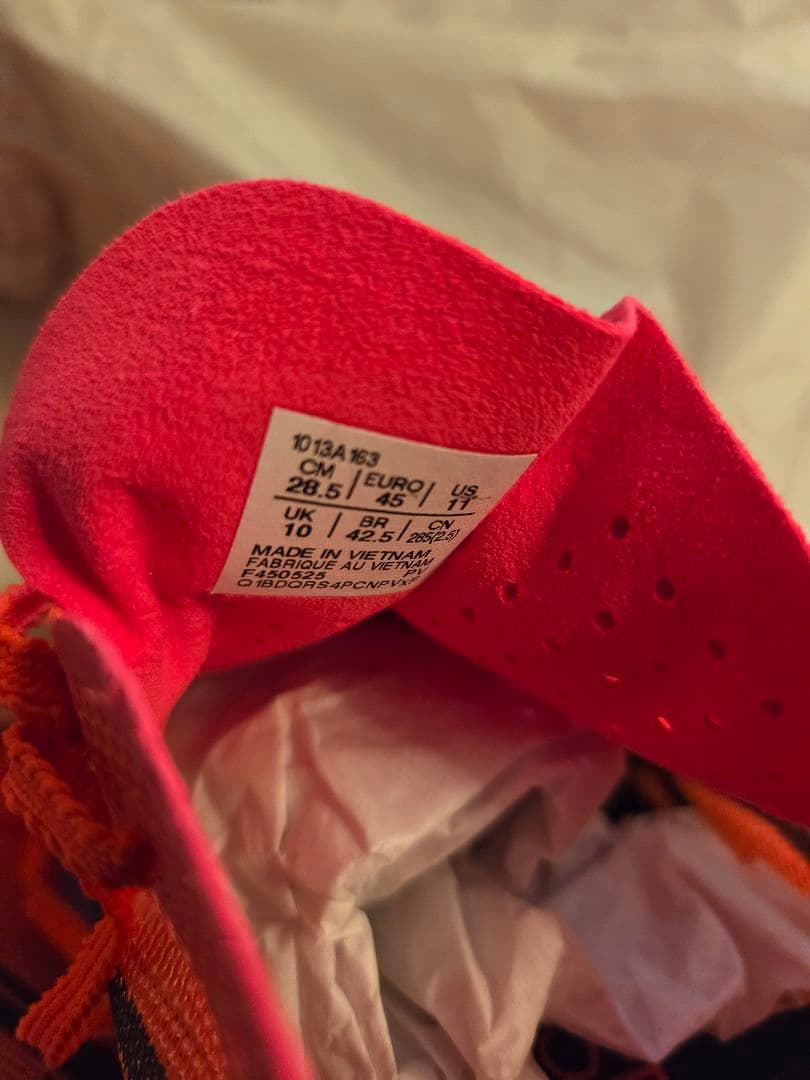 1013A163
CM 28.5 / EURO 45 / US 11
UK 10 / BR 42.5 / CN 285(2.5)
MADE IN VIETNAM
FABRIQUE AU VIETNAM
F450525 PV